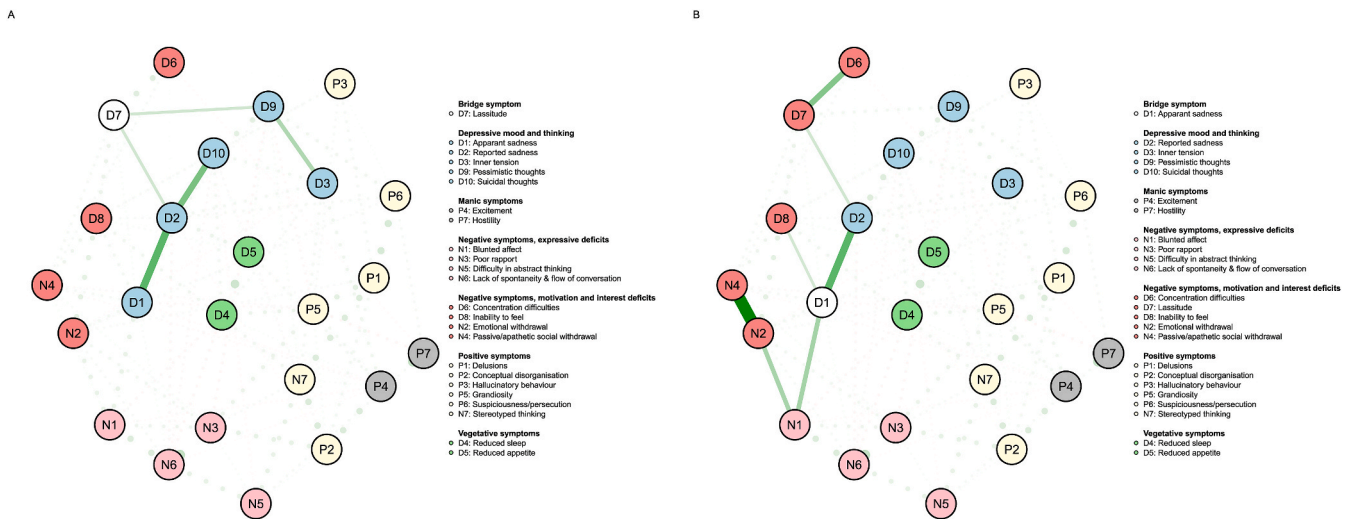 A
D6
P3
D9
D7
D10
D3
P6
D8
D2
D5
P1
N4
D1
D4
P5
N2
P7
N7
P4
N1
N3
P2
N6
N5
Bridge symptom
D7: Lassitude
Depressive mood and thinking
D1: Apparant sadness
D2: Reported sadness
D3: Inner tension
D9: Pessimistic thoughts
D10: Suicidal thoughts
Manic symptoms
P4: Excitement
P7: Hostility
Negative symptoms, expressive deficits
N1: Blunted affect
N3: Poor rapport
N5: Difficulty in abstract thinking
N6: Lack of spontaneity & flow of conversation
Negative symptoms, motivation and interest deficits
D6: Concentration difficulties
D8: Inability to feel
N2: Emotional withdrawal
N4: Passive/apathetic social withdrawal
Positive symptoms
P1: Delusions
P2: Conceptual disorganisation
P3: Hallucinatory behaviour
P5: Grandiosity
P6: Suspiciousness/persecution
N7: Stereotyped thinking
Vegetative symptoms
D4: Reduced sleep
D5: Reduced appetite
B
D6
P3
D9
D7
D10
D3
P6
D8
D2
D5
P1
N4
D1
D4
P5
N2
P7
N7
P4
N1
N3
P2
N6
N5
Bridge symptom
D1: Apparant sadness
Depressive mood and thinking
D2: Reported sadness
D3: Inner tension
D9: Pessimistic thoughts
D10: Suicidal thoughts
Manic symptoms
P4: Excitement
P7: Hostility
Negative symptoms, expressive deficits
N1: Blunted affect
N3: Poor rapport
N5: Difficulty in abstract thinking
N6: Lack of spontaneity & flow of conversation
Negative symptoms, motivation and interest deficits
D6: Concentration difficulties
D7: Lassitude
D8: Inability to feel
N2: Emotional withdrawal
N4: Passive/apathetic social withdrawal
Positive symptoms
P1: Delusions
P2: Conceptual disorganisation
P3: Hallucinatory behaviour
P5: Grandiosity
P6: Suspiciousness/persecution
N7: Stereotyped thinking
Vegetative symptoms
D4: Reduced sleep
D5: Reduced appetite